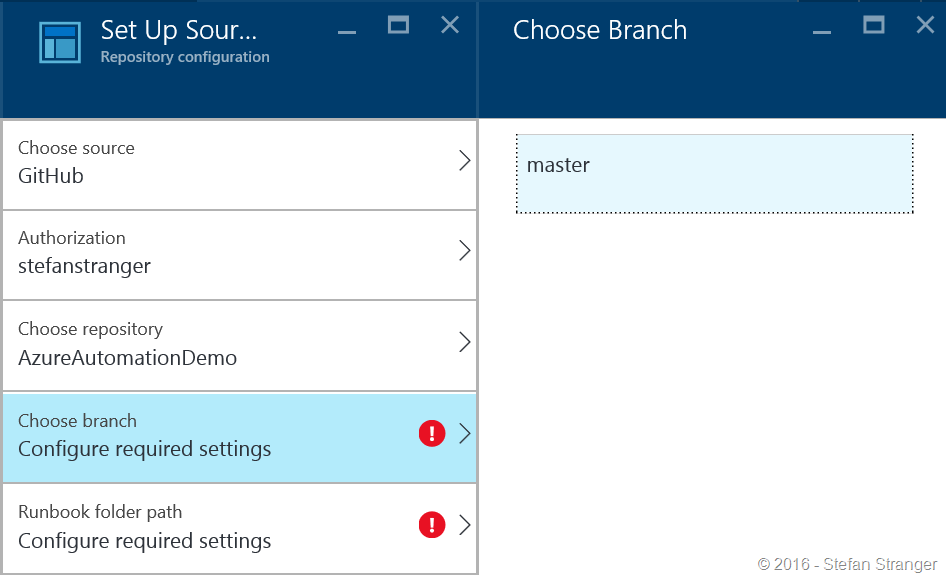 Set Up Sour...
Repository configuration
Choose source
GitHub
Authorization
stefanstranger
Choose repository
AzureAutomationDemo
Choose branch
Configure required settings
Runbook folder path
Configure required settings
Choose Branch
master
© 2016 - Stefan Stranger